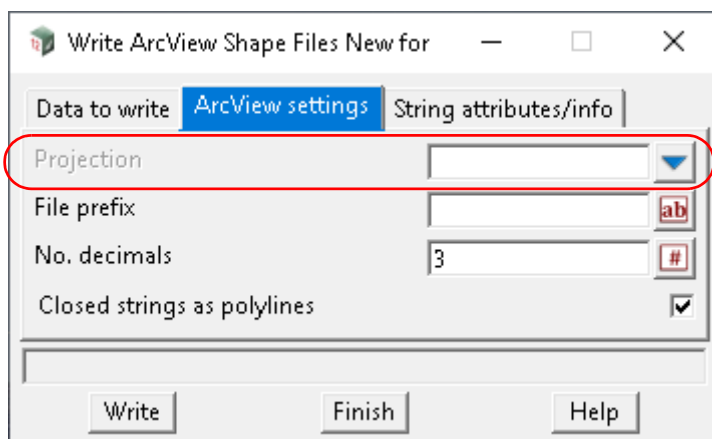 Write ArcView Shape Files New for
Data to write ArcView settings String attributes/info
Projection
File prefix ab
No. decimals 3 #
Closed strings as polylines
Write Finish Help